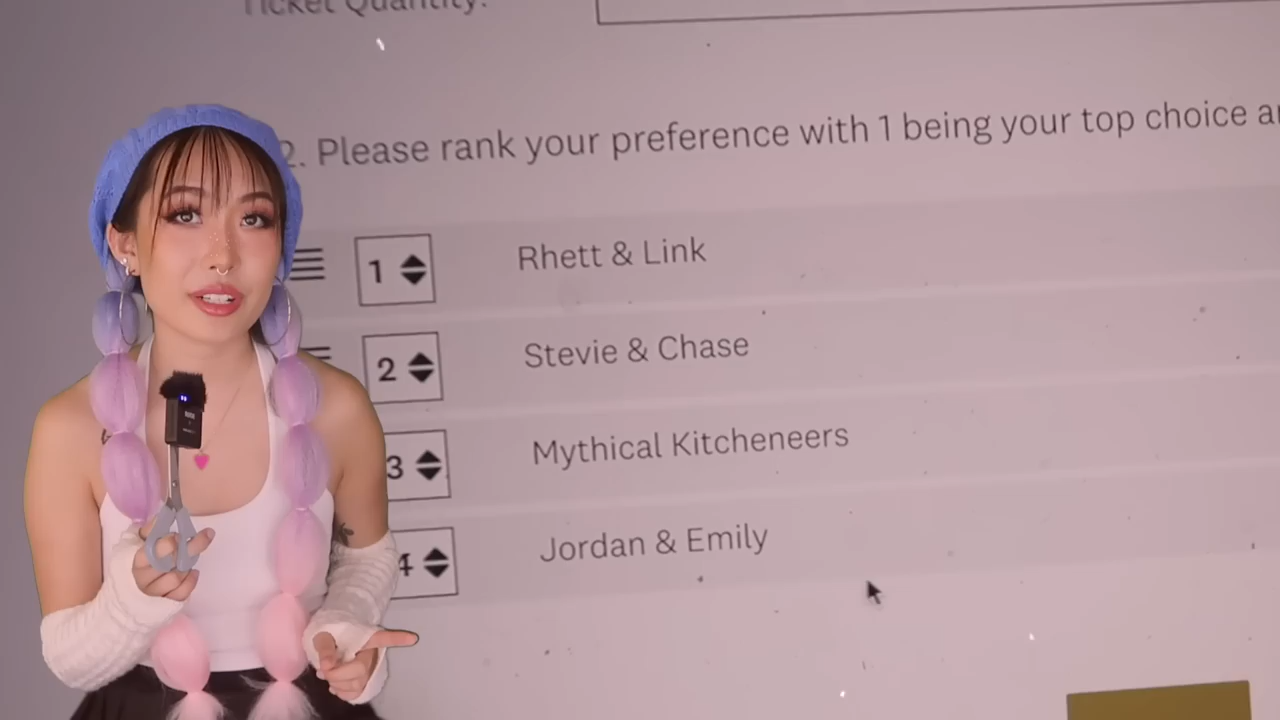 Ticket Quantity:
2. Please rank your preference with 1 being your top choice
1 Rhett & Link
2 Stevie & Chase
3 Mythical Kitcheneers
4 Jordan & Emily